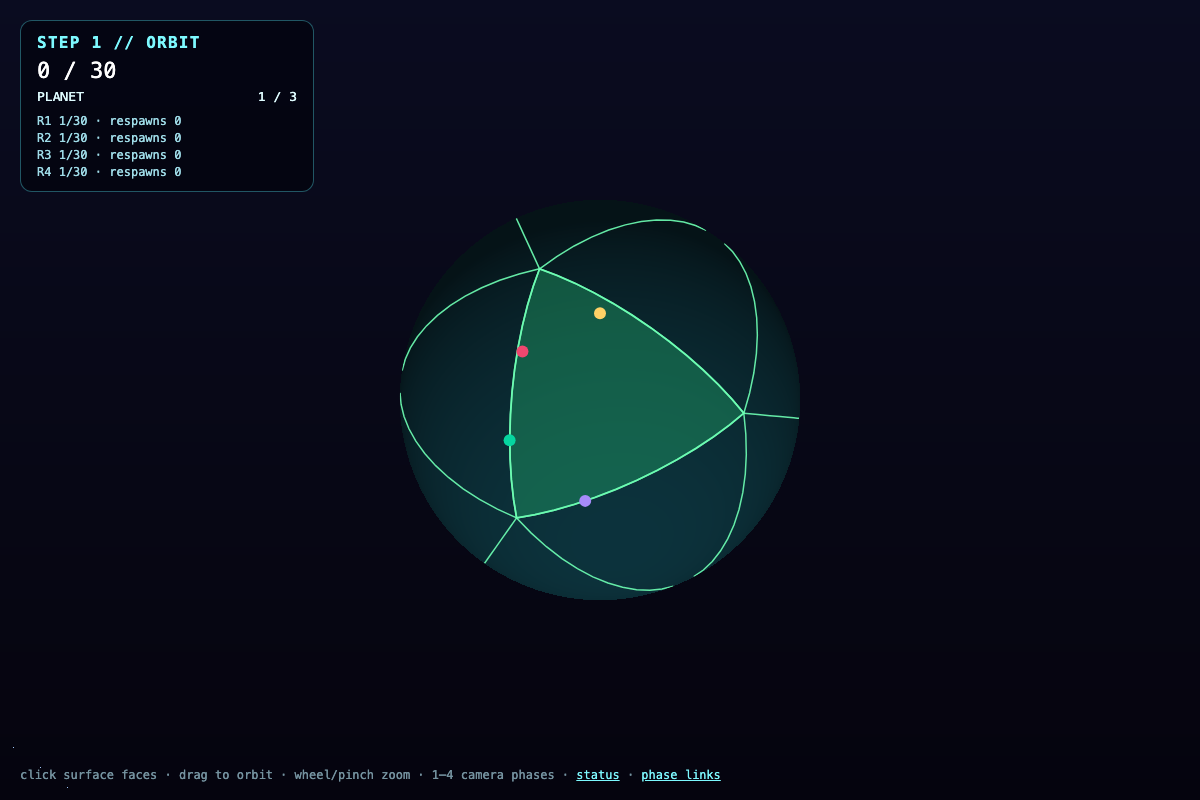 STEP 1 // ORBIT
0 / 30
PLANET 1 / 3
R1 1/30 · respawns 0
R2 1/30 · respawns 0
R3 1/30 · respawns 0
R4 1/30 · respawns 0
click surface faces · drag to orbit · wheel/pinch zoom · 1–4 camera phases · status · phase links